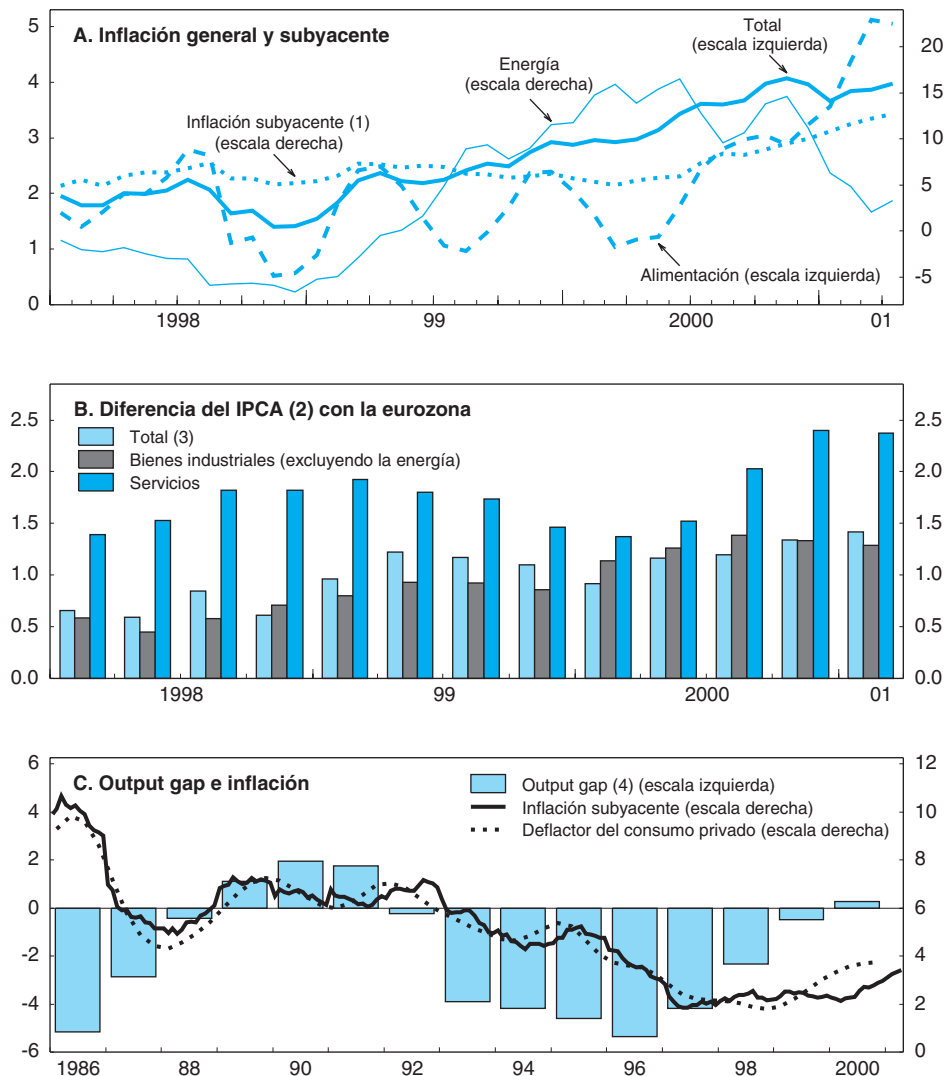 A. Inflación general y subyacente
Total
(escala izquierda)
Energía
(escala derecha)
Inflación subyacente (1)
(escala derecha)
Alimentación (escala izquierda)
5
4
3
2
1
0
20
15
10
5
0
-5
1998 99 2000 01
B. Diferencia del IPCA (2) con la eurozona
Total (3)
Bienes industriales (excluyendo la energía)
Servicios
2.5
2.0
1.5
1.0
0.5
0.0
2.5
2.0
1.5
1.0
0.5
0.0
1998 99 2000 01
C. Output gap e inflación
Output gap (4) (escala izquierda)
Inflación subyacente (escala derecha)
Deflactor del consumo privado (escala derecha)
6
4
2
0
-2
-4
-6
12
10
8
6
4
2
0
1986 88 90 92 94 96 98 2000